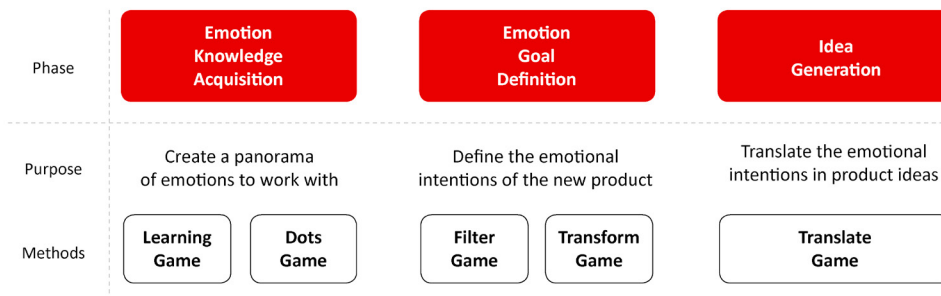 Phase
Emotion
Knowledge
Acquisition
Emotion
Goal
Definition
Idea
Generation
Purpose
Create a panorama
of emotions to work with
Define the emotional
intentions of the new product
Translate the emotional
intentions in product ideas
Methods
Learning
Game
Dots
Game
Filter
Game
Transform
Game
Translate
Game